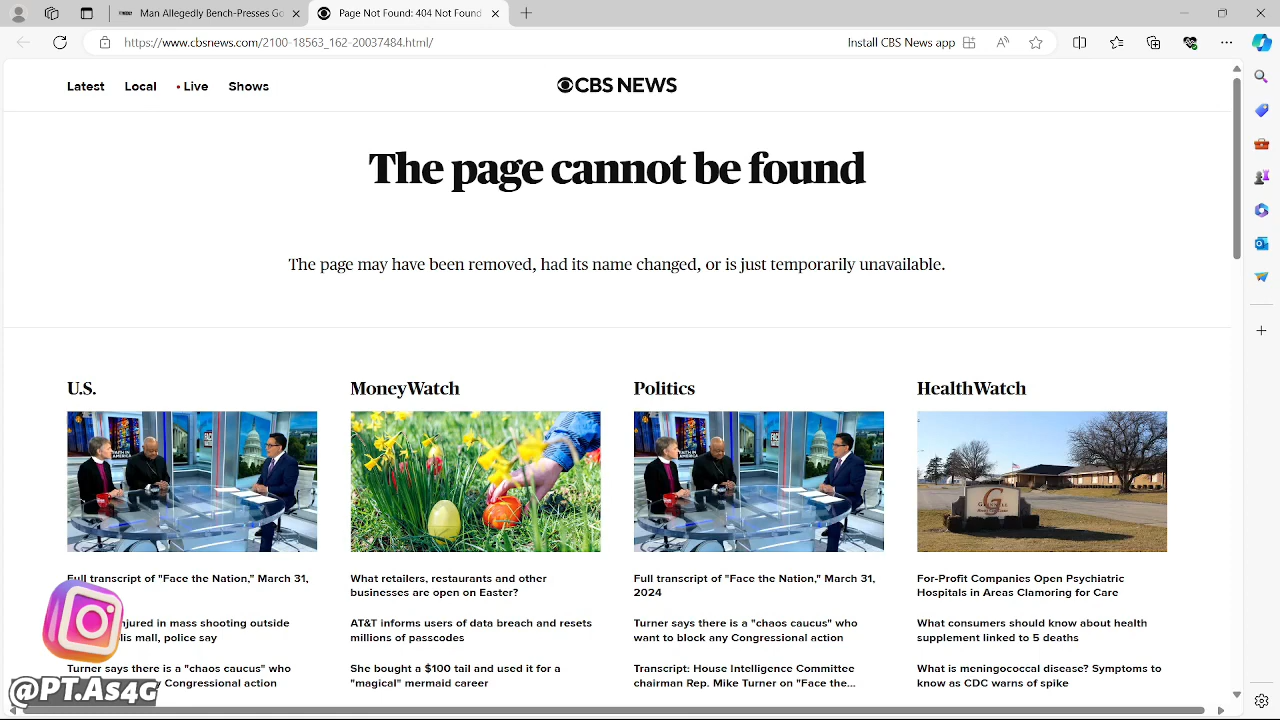 Man Allegedly Bench-Presses Go
Page Not Found: 404 Not Found
https://www.cbsnews.com/2100-18563_162-20037484.html/
Install CBS News app
Latest
Local
Live
Shows
CBS NEWS
The page cannot be found
The page may have been removed, had its name changed, or is just temporarily unavailable.
U.S.
MoneyWatch
Politics
HealthWatch
Full transcript of "Face the Nation," March 31,
njured in mass shooting outside
lis mall, police say
Turner says there is a "chaos caucus" who
Congressional action
What retailers, restaurants and other
businesses are open on Easter?
AT&T informs users of data breach and resets
millions of passcodes
She bought a $100 tail and used it for a
"magical" mermaid career
Full transcript of "Face the Nation," March 31,
2024
Turner says there is a "chaos caucus" who
want to block any Congressional action
Transcript: House Intelligence Committee
chairman Rep. Mike Turner on "Face the...
For-Profit Companies Open Psychiatric
Hospitals in Areas Clamoring for Care
What consumers should know about health
supplement linked to 5 deaths
What is meningococcal disease? Symptoms to
know as CDC warns of spike
@PT.As4G